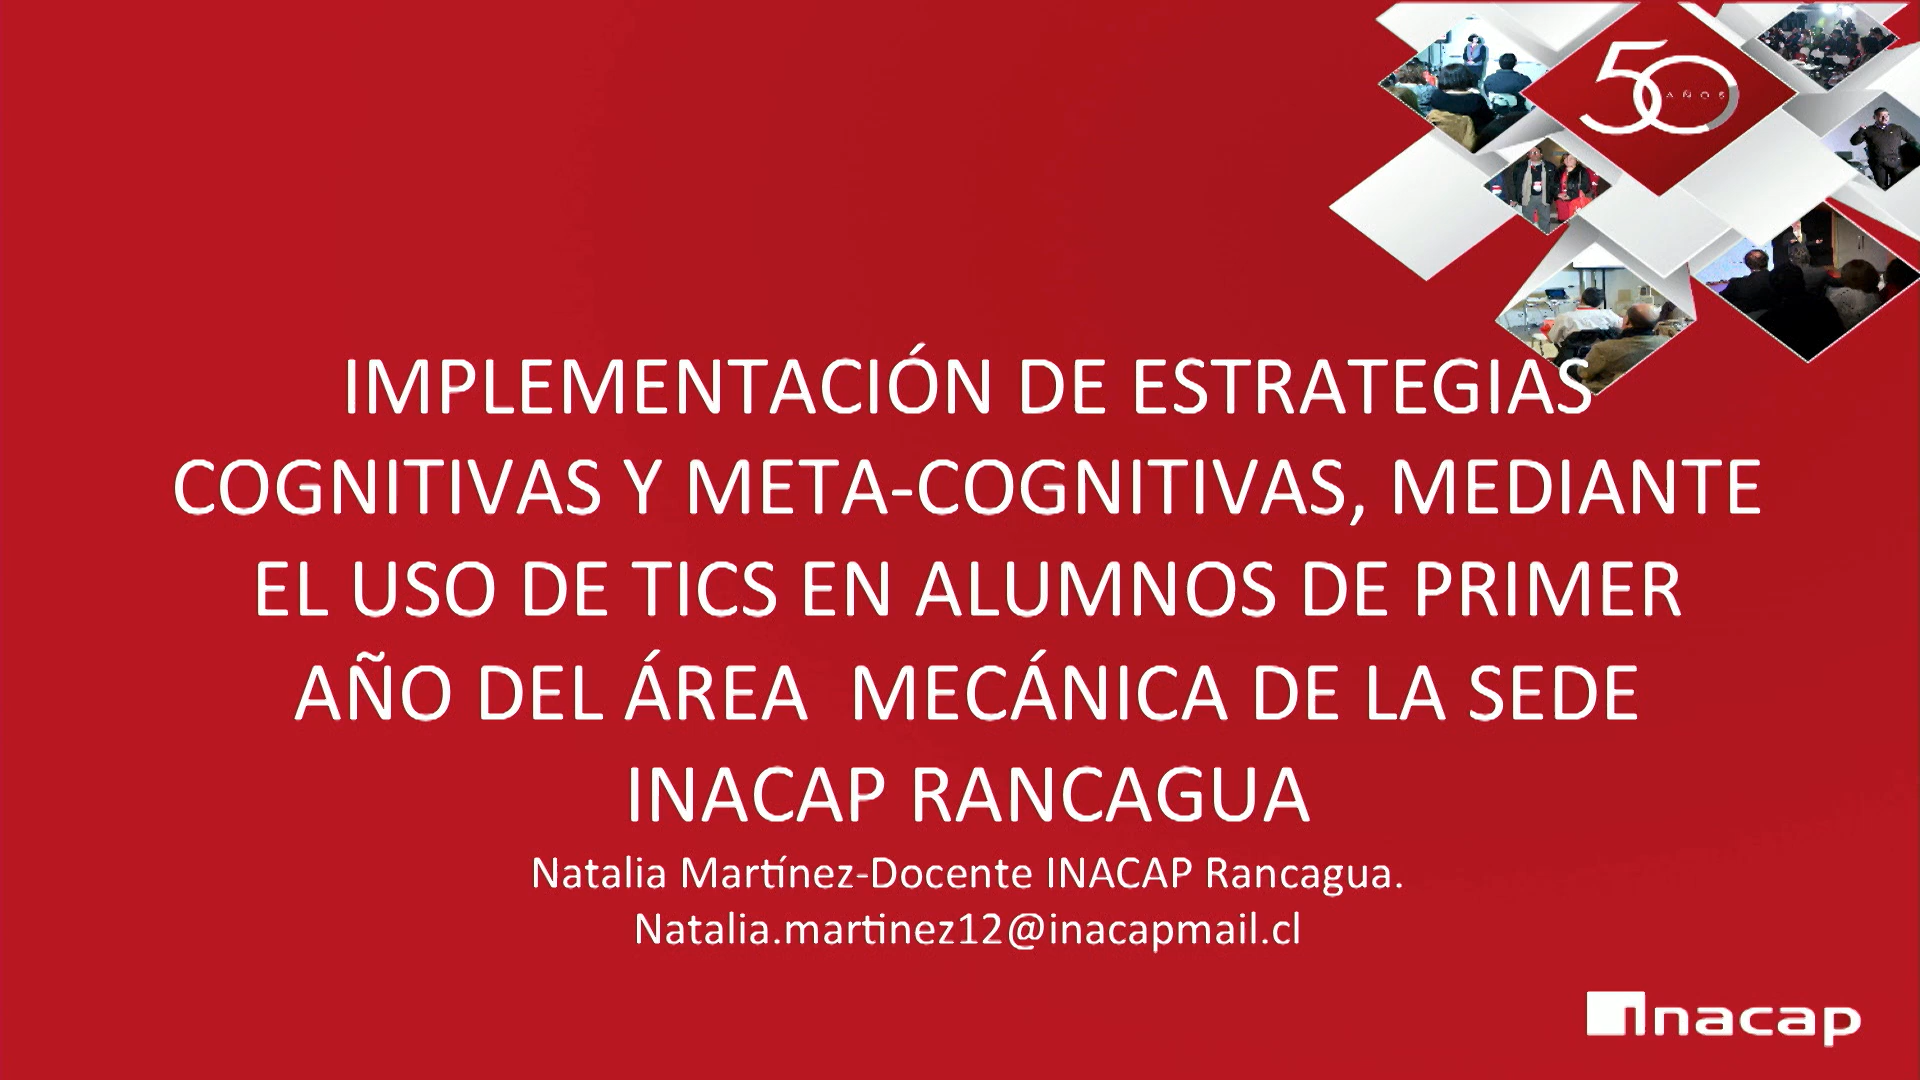 50
AÑOS
IMPLEMENTACIÓN DE ESTRATEGIAS
COGNITIVAS Y META-COGNITIVAS, MEDIANTE
EL USO DE TICS EN ALUMNOS DE PRIMER
AÑO DEL ÁREA  MECÁNICA DE LA SEDE
INACAP RANCAGUA
Natalia Martínez-Docente INACAP Rancagua.
Natalia.martinez12@inacapmail.cl
Inacap